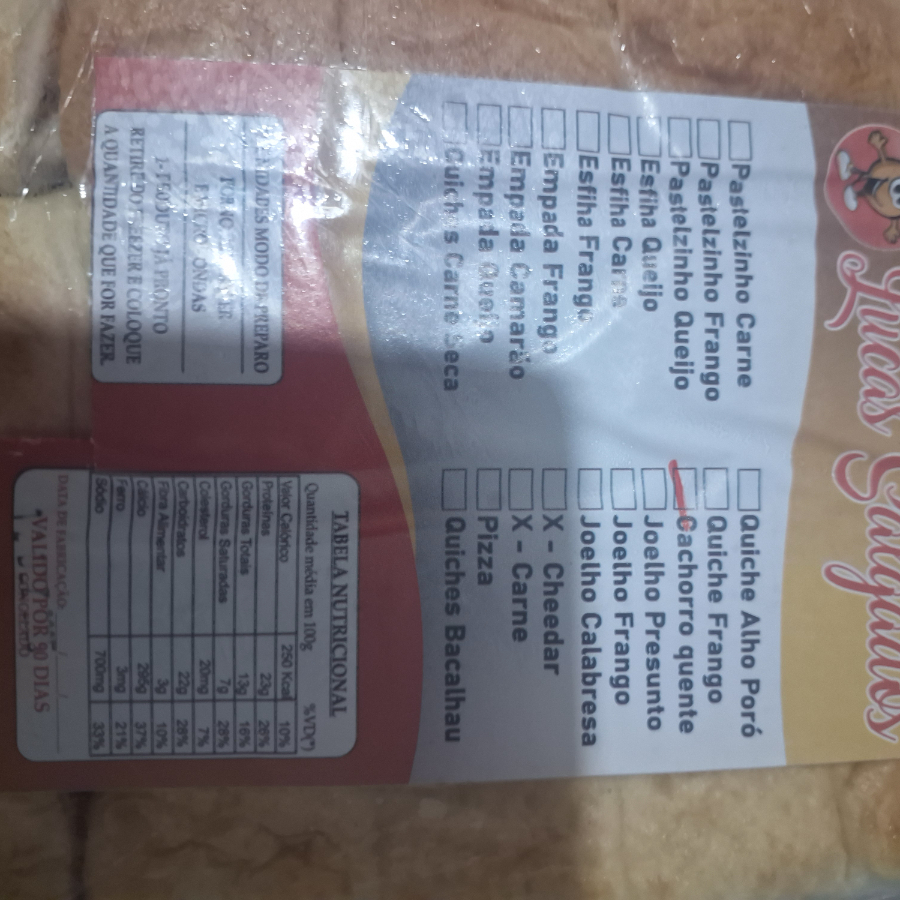 Lucas Salgados
Pastelzinho Carne
Pastelzinho Frango
Pastelzinho Queijo
Esfiha Queijo
Esfiha Carne
Esfiha Frango
Empada Frango
Empada Camarão
Empada Queijo
Quiches Carne Seca
Quiche Alho Poró
Quiche Frango
Cachorro quente
Joelho Presunto
Joelho Frango
Joelho Calabresa
X - Cheedar
X - Carne
Pizza
Quiches Bacalhau
MODO DE PREPARO
PRONTO
RETIRE DO FREEZER E COLOQUE
A QUANTIDADE QUE FOR FAZER.
TABELA NUTRICIONAL
Quantidade média em 100g %VD(*)
Valor Calórico 250 Kcal 10%
Proteínas 23g 26%
Gorduras Totais 13g 16%
Gorduras Saturadas 7g 28%
Colesterol 20mg 7%
Carboidratos 22g 28%
Fibra Alimentar 3g 10%
Cálcio 295g 37%
Ferro 3mg 21%
Sódio 700mg 33%
DATA DE FABRICAÇÃO: / /
VALIDO POR 90 DIAS